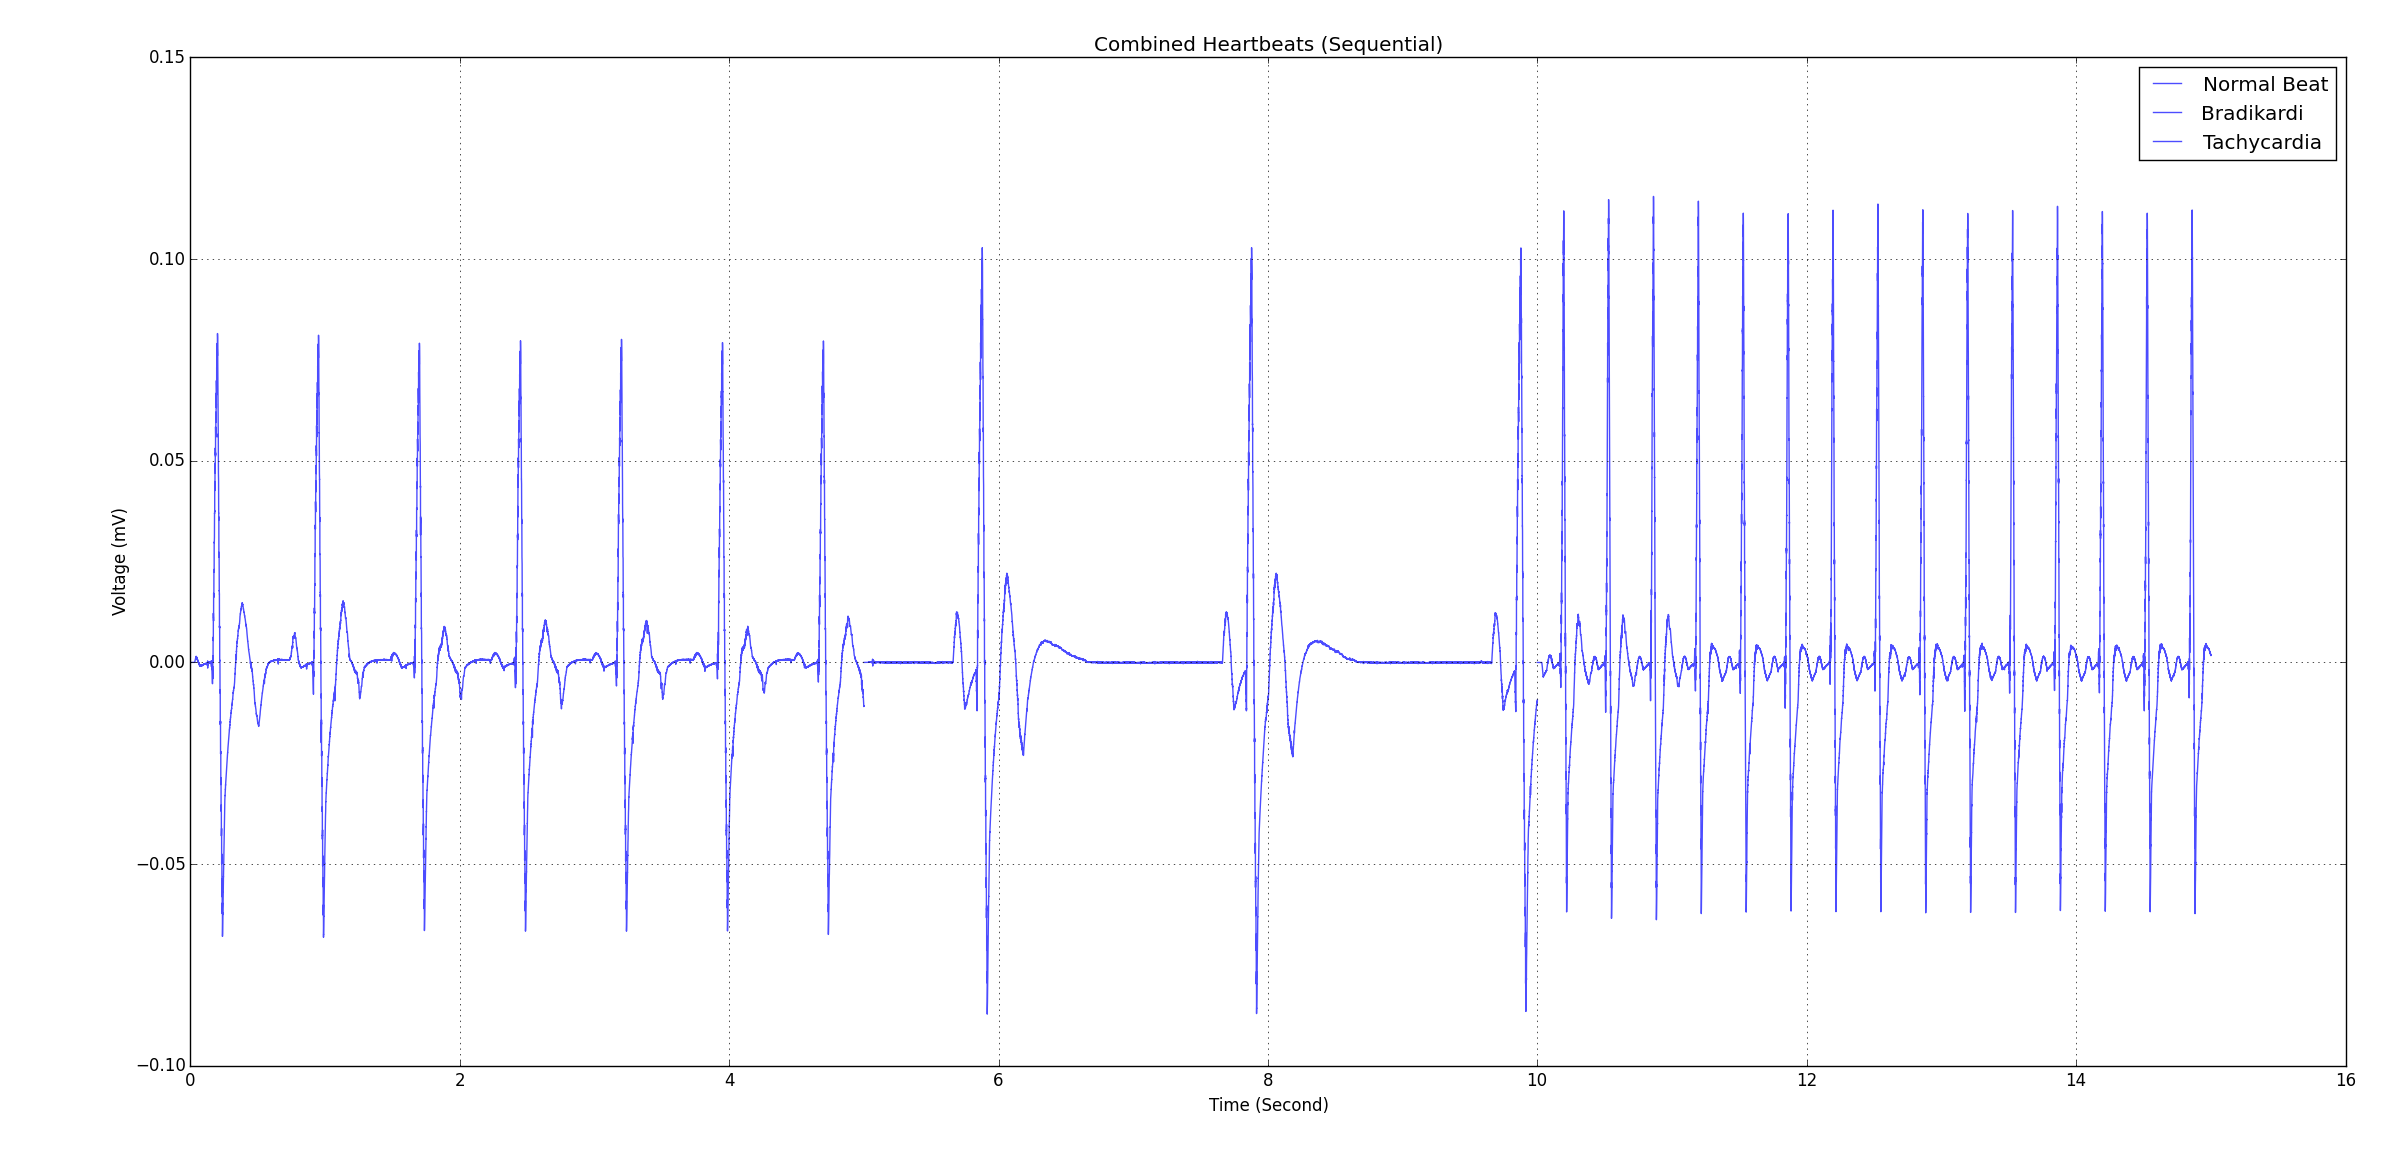 Combined Heartbeats (Sequential)
Normal Beat
Bradikardi
Tachycardia
0.15
0.10
0.05
0.00
−0.05
−0.10
Voltage (mV)
0 2 4 6 8 10 12 14 16
Time (Second)